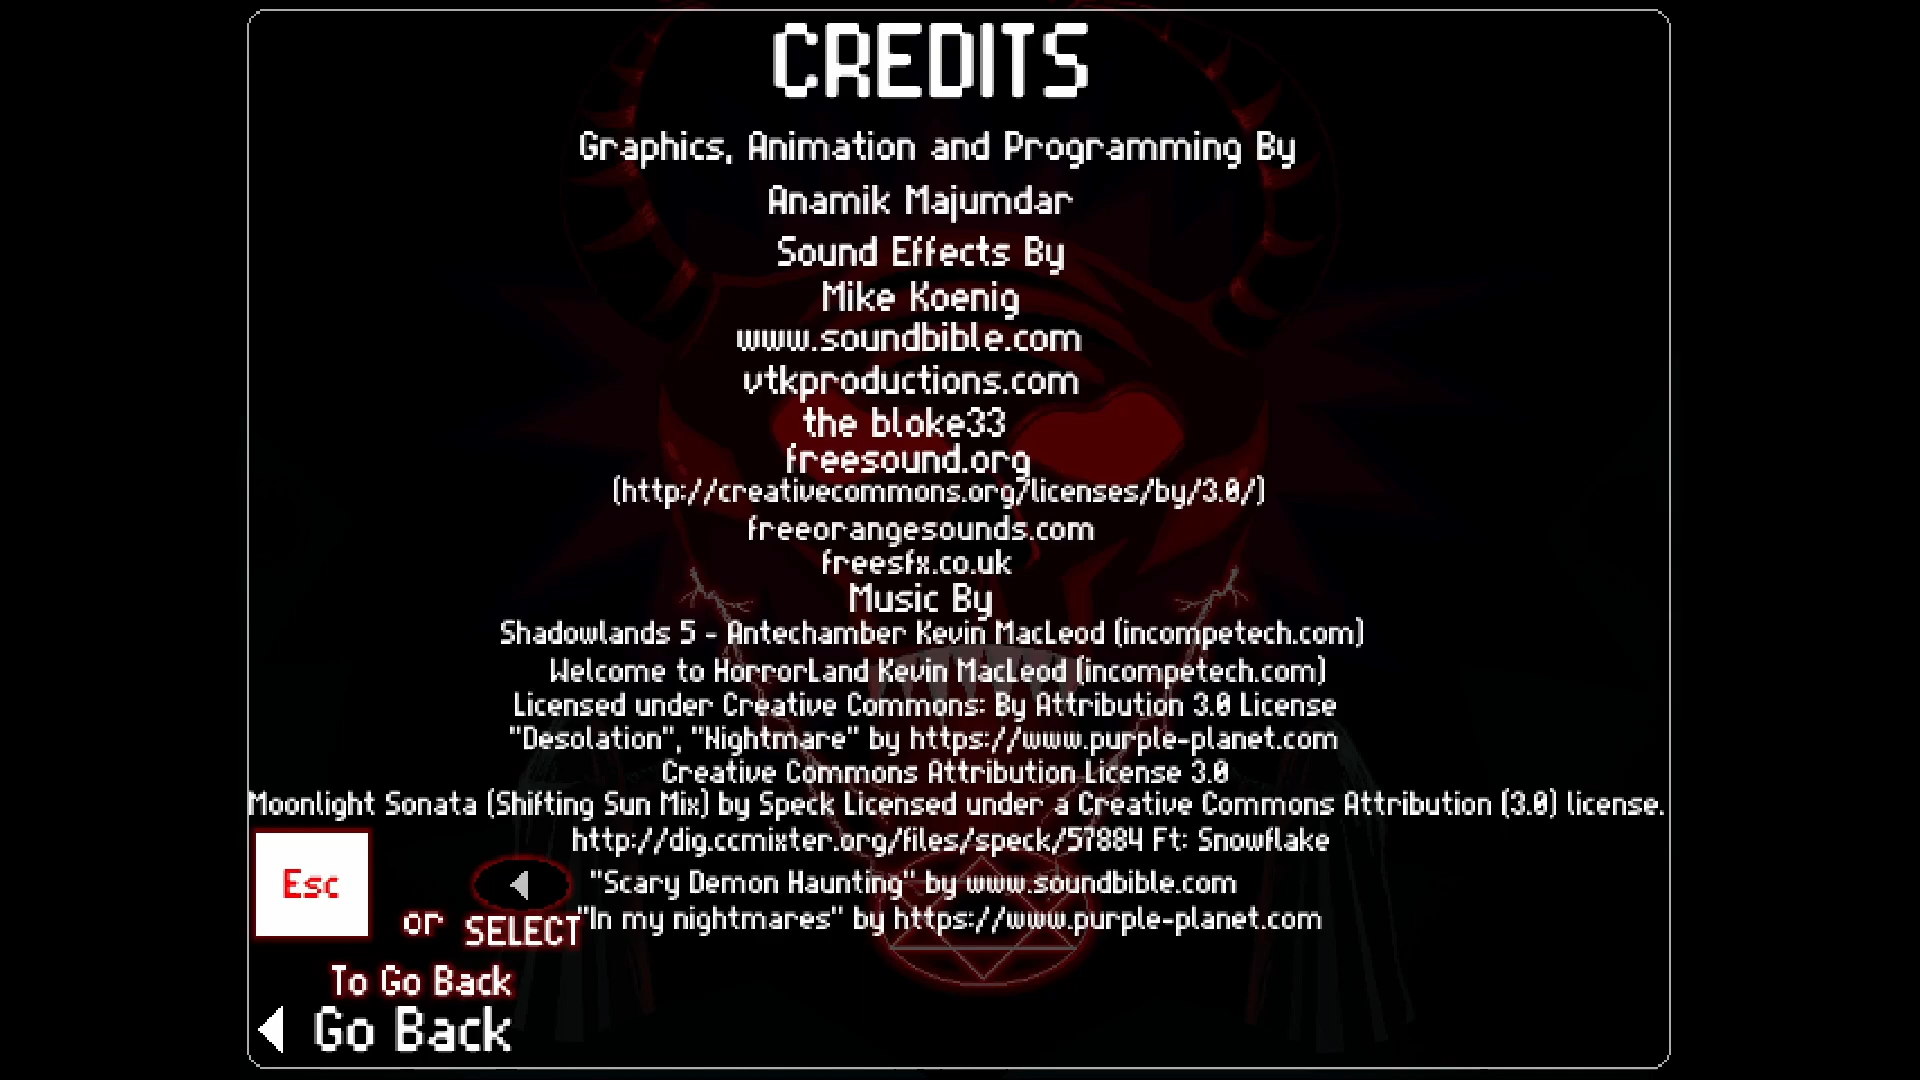 CREDITS
Graphics, Animation and Programming By
Anamik Majumdar
Sound Effects By
Mike Koenig
www.soundbible.com
vtkproductions.com
the bloke33
freesound.org
(http://creativecommons.org/licenses/by/3.0/)
freeorangesounds.com
freesfx.co.uk
Music By
Shadowlands 5 - Antechamber Kevin MacLeod (incompetech.com)
Welcome to HorrorLand Kevin MacLeod (incompetech.com)
Licensed under Creative Commons: By Attribution 3.0 License
"Desolation", "Nightmare" by https://www.purple-planet.com
Creative Commons Attribution License 3.0
Moonlight Sonata (Shifting Sun Mix) by Speck Licensed under a Creative Commons Attribution (3.0) license.
http://dig.ccmixter.org/files/speck/57884 Ft: Snowflake
"Scary Demon Haunting" by www.soundbible.com
"In my nightmares" by https://www.purple-planet.com
Esc
or SELECT
To Go Back
Go Back